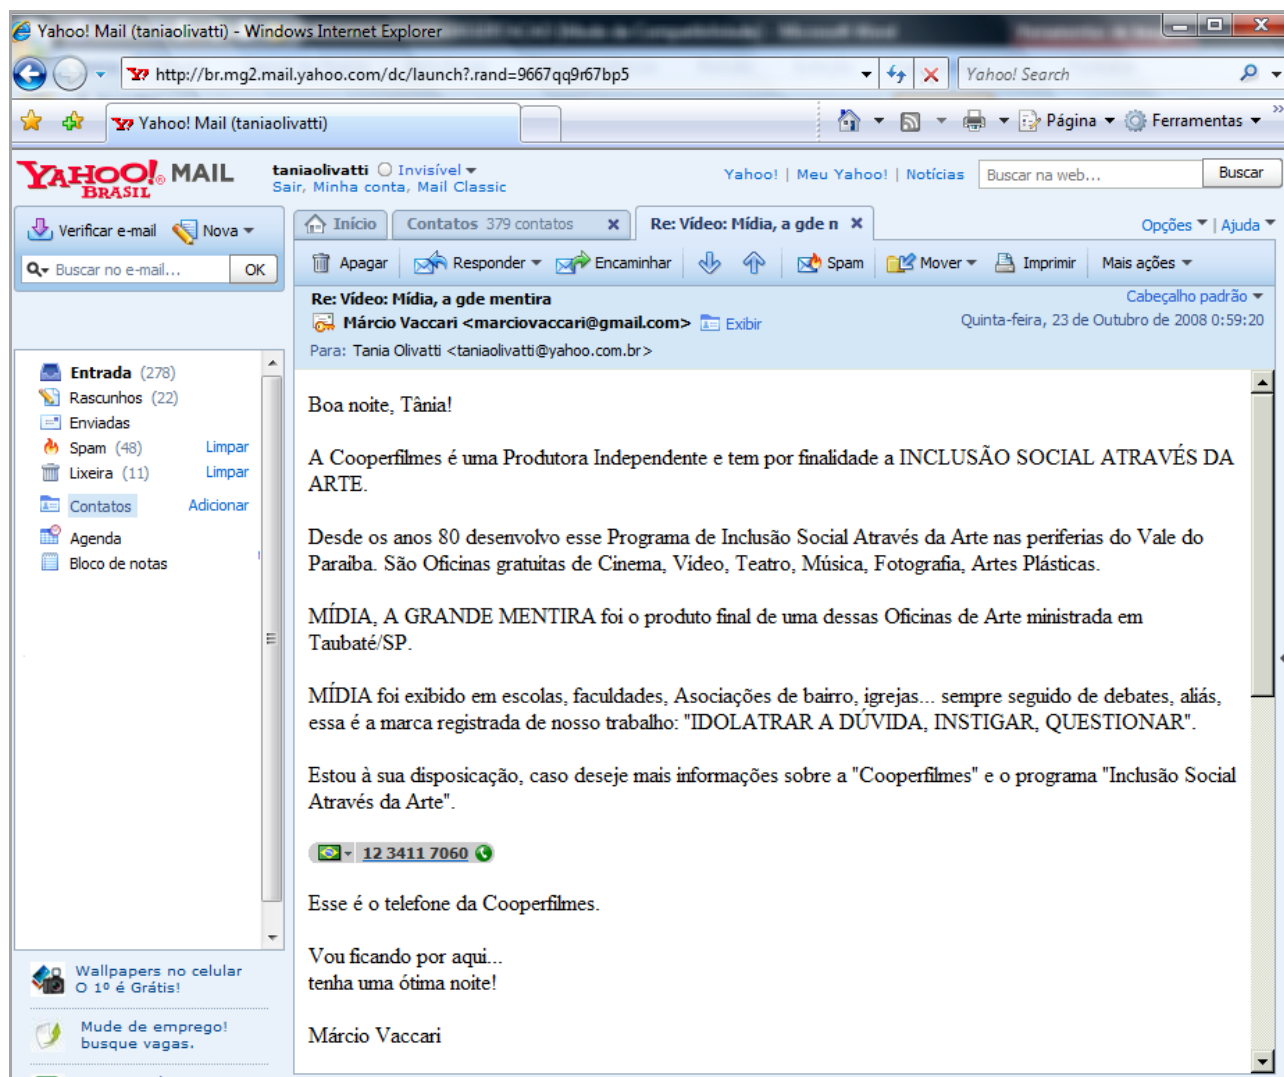 Yahoo! Mail (taniaolivatti) - Windows Internet Explorer
http://br.mg2.mail.yahoo.com/dc/launch?.rand=9667qq9r67bp5
Yahoo! Search
Yahoo! Mail (taniaolivatti)
Página
Ferramentas
YAHOO! MAIL
BRASIL
taniaolivatti Invisível
Sair, Minha conta, Mail Classic
Yahoo! | Meu Yahoo! | Notícias
Buscar na web...
Buscar
Verificar e-mail
Nova
Buscar no e-mail...
OK
Início
Contatos 379 contatos
Re: Vídeo: Mídia, a gde n
Opções | Ajuda
Apagar
Responder
Encaminhar
Spam
Mover
Imprimir
Mais ações
Re: Vídeo: Mídia, a gde mentira
Cabeçalho padrão
Márcio Vaccari <marciovaccari@gmail.com> Exibir
Quinta-feira, 23 de Outubro de 2008 0:59:20
Para: Tania Olivatti <taniaolivatti@yahoo.com.br>
Entrada (278)
Rascunhos (22)
Enviadas
Spam (48) Limpar
Lixeira (11) Limpar
Contatos Adicionar
Agenda
Bloco de notas
Boa noite, Tânia!
A Cooperfilmes é uma Produtora Independente e tem por finalidade a INCLUSÃO SOCIAL ATRAVÉS DA
ARTE.
Desde os anos 80 desenvolvo esse Programa de Inclusão Social Através da Arte nas periferias do Vale do
Paraíba. São Oficinas gratuitas de Cinema, Vídeo, Teatro, Música, Fotografia, Artes Plásticas.
MÍDIA, A GRANDE MENTIRA foi o produto final de uma dessas Oficinas de Arte ministrada em
Taubaté/SP.
MÍDIA foi exibido em escolas, faculdades, Asociações de bairro, igrejas... sempre seguido de debates, aliás,
essa é a marca registrada de nosso trabalho: "IDOLATRAR A DÚVIDA, INSTIGAR, QUESTIONAR".
Estou à sua disposicação, caso deseje mais informações sobre a "Cooperfilmes" e o programa "Inclusão Social
Através da Arte".
12 3411 7060
Esse é o telefone da Cooperfilmes.
Vou ficando por aqui...
tenha uma ótima noite!
Márcio Vaccari
Wallpapers no celular
O 1º é Grátis!
Mude de emprego!
busque vagas.